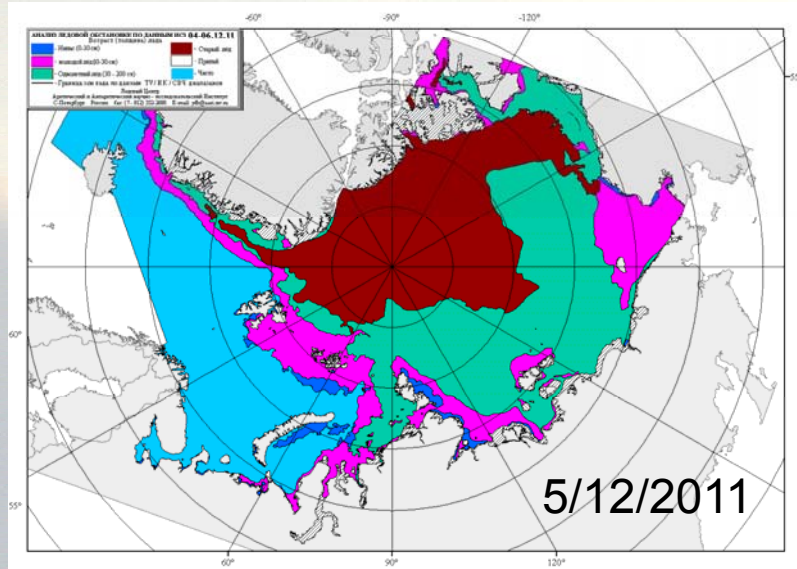 -60°
-120°
АНАЛИЗ ЛЕДОВОЙ ОБСТАНОВКИ ПО ДАННЫМ ИСЗ 04-06.12.11
Возраст (толщина) льда
- Нилас (0-10 см)
- Старый лед
- молодой лед(10-30 см)
- Припай
- Однолетний лед (30 - 200 см)
- Чисто
- Граница
Ледовый Центр
Арктический и Антарктический научно - исследовательский Институт
С-Петербург Россия
55
60°
55°
5/12/2011
60°
90°
120°